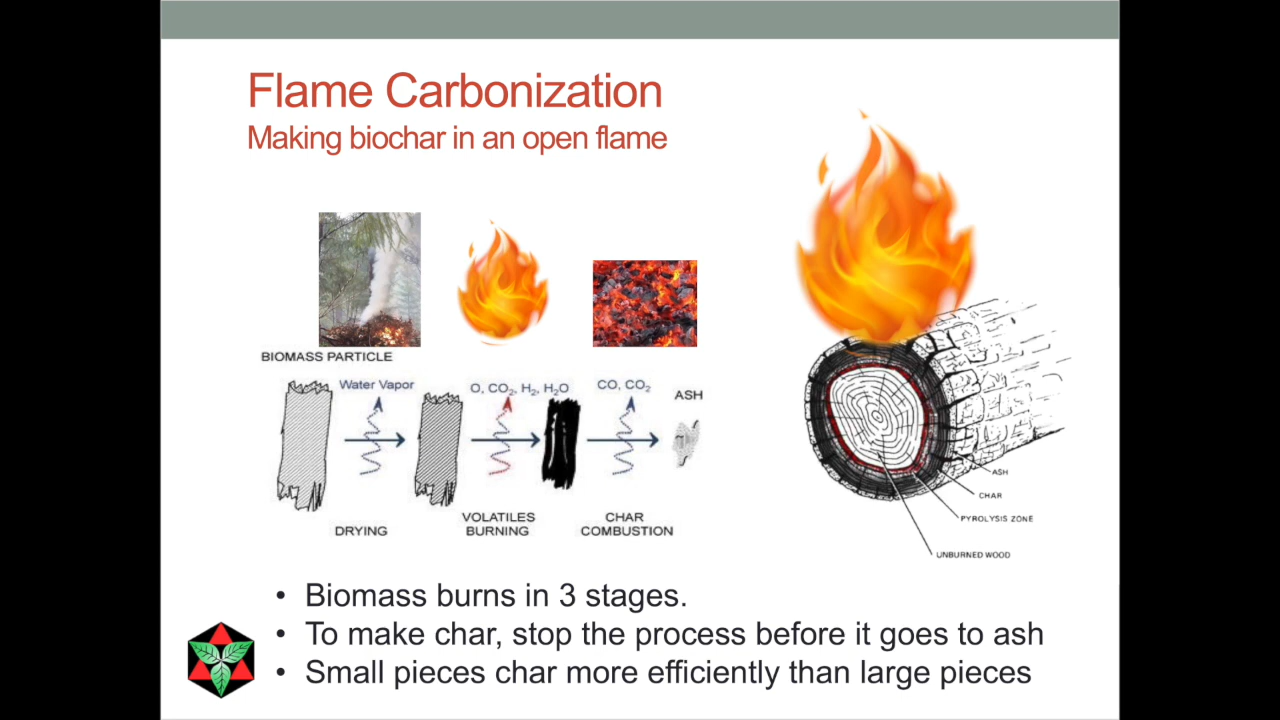 Flame Carbonization
Making biochar in an open flame
BIOMASS PARTICLE
Water Vapor
O, CO₂, H₂, H₂O
CO, CO₂
ASH
DRYING
VOLATILES
BURNING
CHAR
COMBUSTION
ASH
CHAR
PYROLYSIS ZONE
UNBURNED WOOD
• Biomass burns in 3 stages.
• To make char, stop the process before it goes to ash
• Small pieces char more efficiently than large pieces